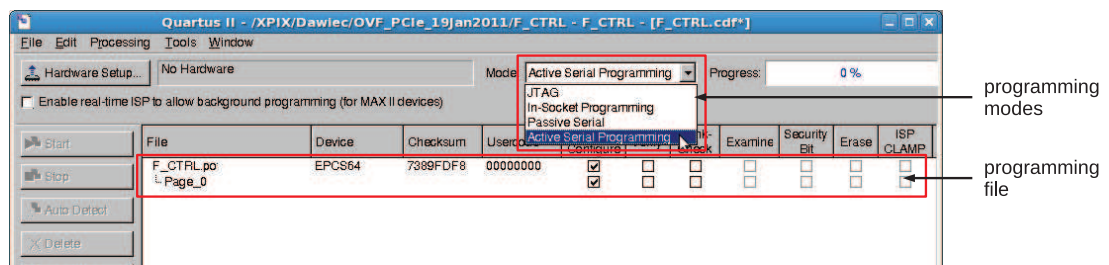 Quartus II - /XPIX/Dawiec/OVF_PCIe_19Jan2011/F_CTRL - F_CTRL - [F_CTRL.cdf*]
File Edit Processing Tools Window
Hardware Setup... No Hardware Mode: Active Serial Programming Progress: 0 %
Enable real-time ISP to allow background programming (for MAX II devices)
JTAG
In-Socket Programming
Passive Serial
Active Serial Programming
programming
modes
Start
File Device Checksum Examine Security Bit Erase ISP CLAMP
F_CTRL.po EPCS64 7389FDF8 00000000
Page_0
programming
file
Stop
Auto Detect
Delete